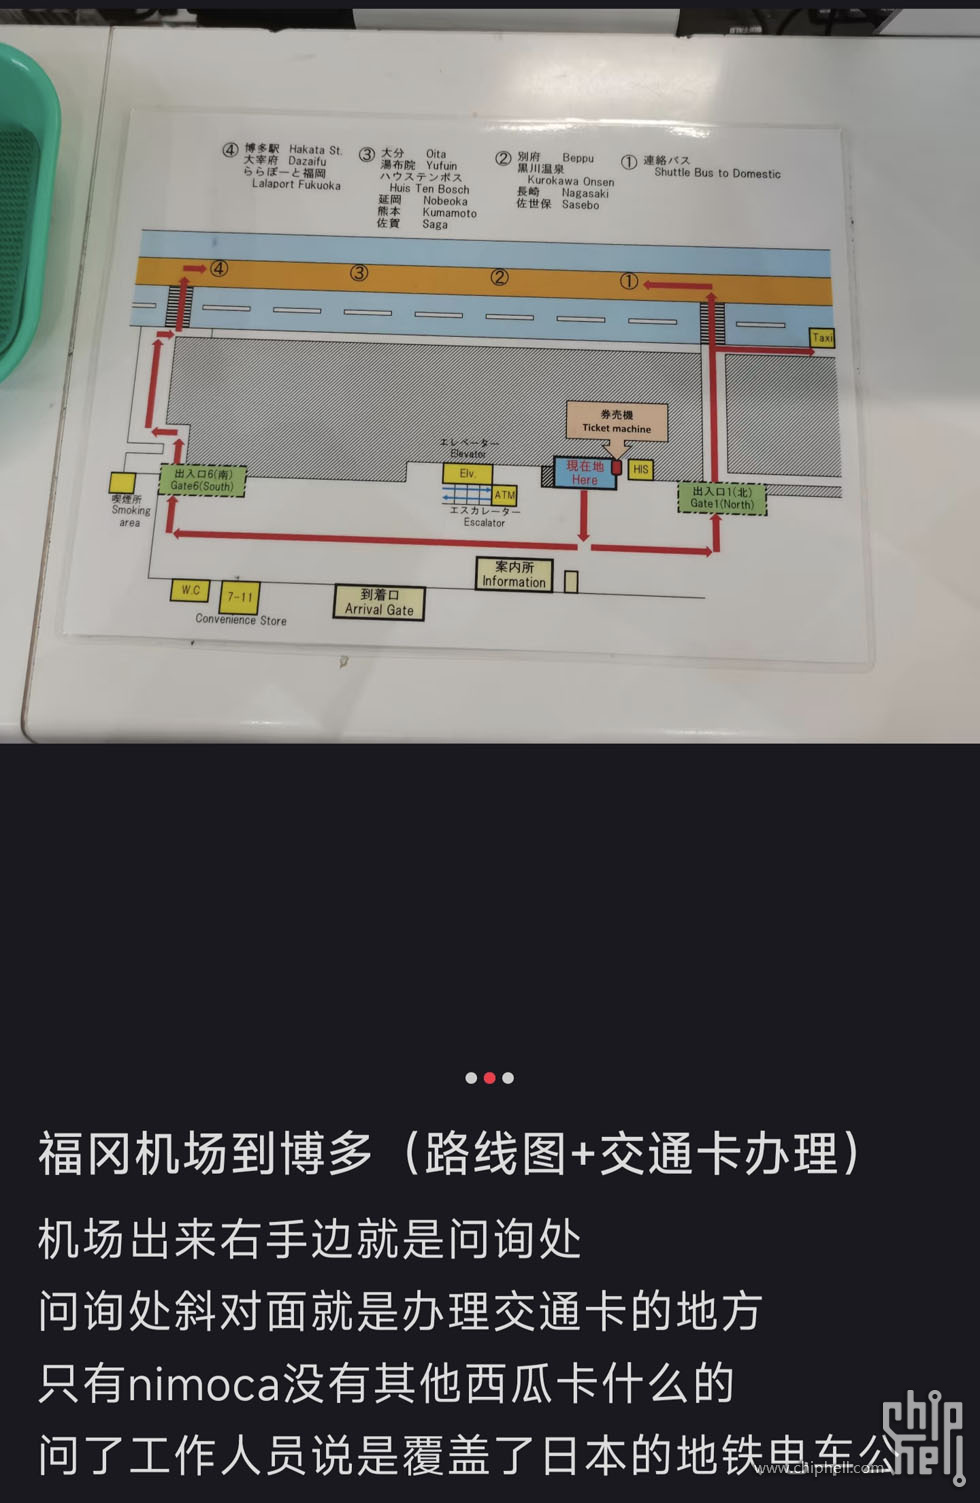 ④ 博多駅 Hakata St.
大宰府 Dazaifu
ららぽーと福岡
Lalaport Fukuoka
③ 大分 Oita
湯布院 Yufuin
ハウステンボス
Huis Ten Bosch
延岡 Nobeoka
熊本 Kumamoto
佐賀 Saga
② 別府 Beppu
黒川温泉
Kurokawa Onsen
長崎 Nagasaki
佐世保 Sasebo
① 連絡バス
Shuttle Bus to Domestic
④
③
②
①
Taxi
券売機
Ticket machine
エレベーター
Elevator
Elv.
ATM
エスカレーター
Escalator
現在地
Here
HIS
出入口6(南)
Gate6(South)
出入口1(北)
Gate1(North)
喫煙所
Smoking
area
案内所
Information
W.C
7-11
Convenience Store
到着口
Arrival Gate
福冈机场到博多（路线图+交通卡办理）
机场出来右手边就是问询处
问询处斜对面就是办理交通卡的地方
只有nimoca没有其他西瓜卡什么的
问了工作人员说是覆盖了日本的地铁电车公
www.chiphell.com
chip
hell